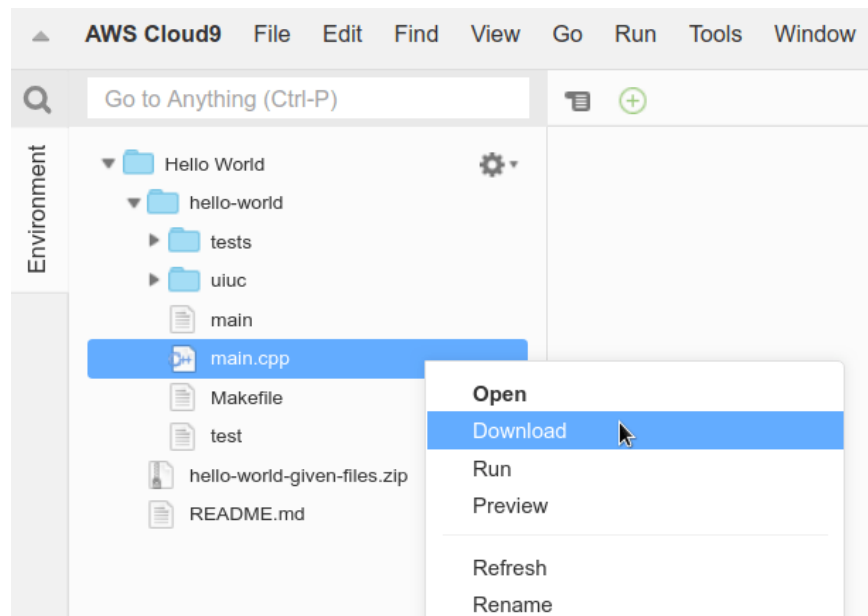 AWS Cloud9 File Edit Find View Go Run Tools Window
Go to Anything (Ctrl-P)
Environment
Hello World
hello-world
tests
uiuc
main
main.cpp
Makefile
test
hello-world-given-files.zip
README.md
Open
Download
Run
Preview
Refresh
Rename